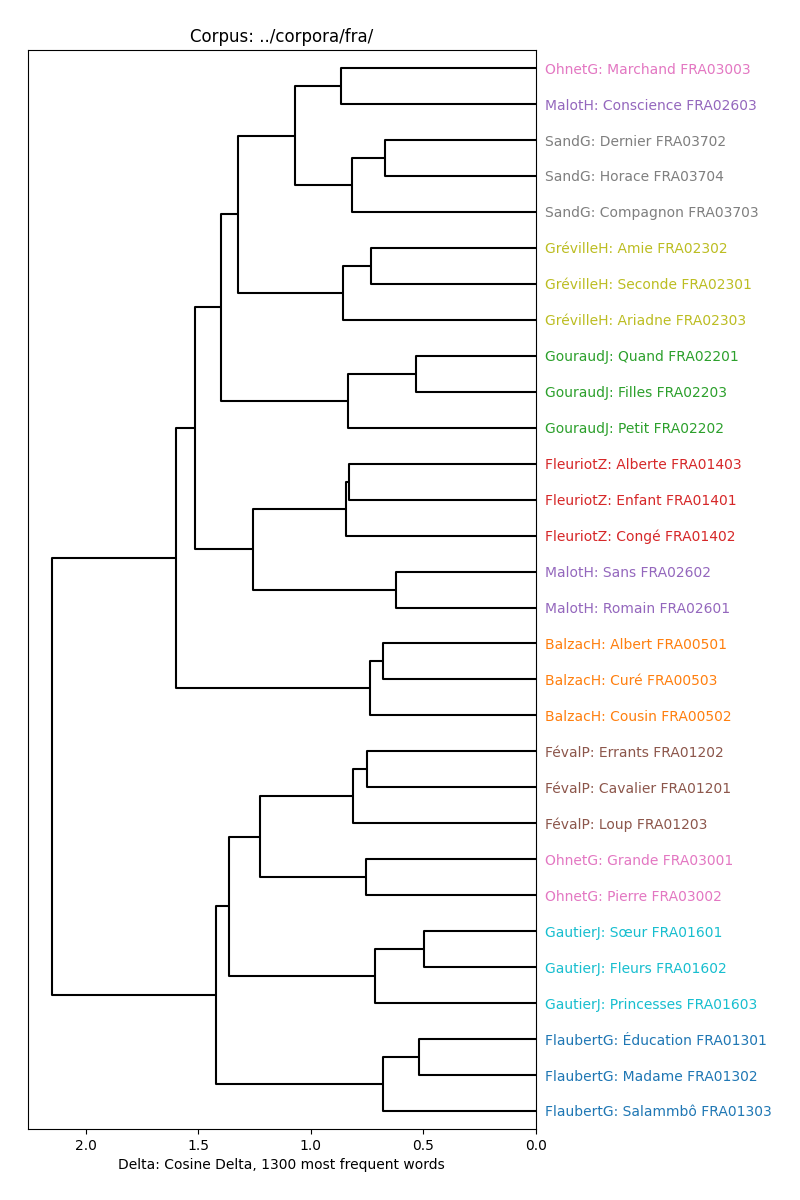 Corpus: ../corpora/fra/
OhnetG: Marchand FRA03003
MalotH: Conscience FRA02603
SandG: Dernier FRA03702
SandG: Horace FRA03704
SandG: Compagnon FRA03703
GrévilleH: Amie FRA02302
GrévilleH: Seconde FRA02301
GrévilleH: Ariadne FRA02303
GouraudJ: Quand FRA02201
GouraudJ: Filles FRA02203
GouraudJ: Petit FRA02202
FleuriotZ: Alberte FRA01403
FleuriotZ: Enfant FRA01401
FleuriotZ: Congé FRA01402
MalotH: Sans FRA02602
MalotH: Romain FRA02601
BalzacH: Albert FRA00501
BalzacH: Curé FRA00503
BalzacH: Cousin FRA00502
FévalP: Errants FRA01202
FévalP: Cavalier FRA01201
FévalP: Loup FRA01203
OhnetG: Grande FRA03001
OhnetG: Pierre FRA03002
GautierJ: Sœur FRA01601
GautierJ: Fleurs FRA01602
GautierJ: Princesses FRA01603
FlaubertG: Éducation FRA01301
FlaubertG: Madame FRA01302
FlaubertG: Salammbô FRA01303
2.0 1.5 1.0 0.5 0.0
Delta: Cosine Delta, 1300 most frequent words